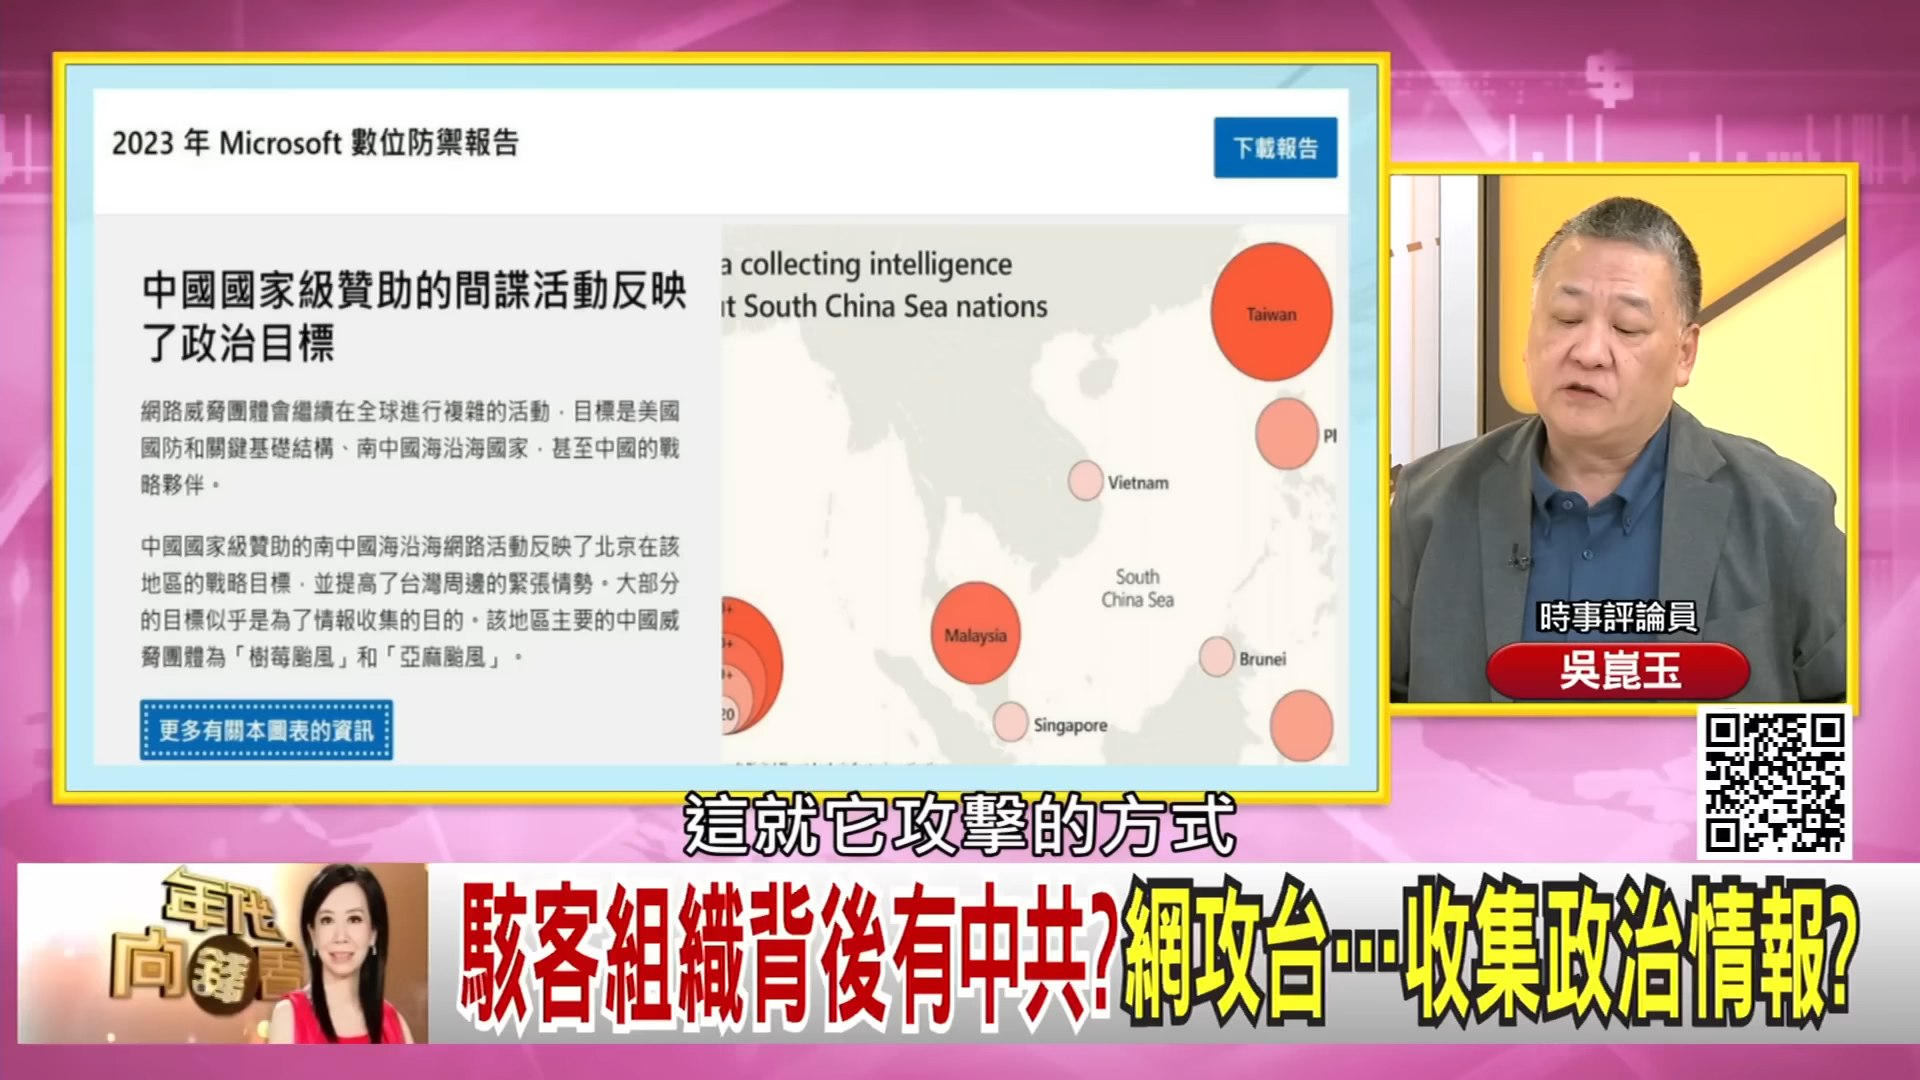 2023 年 Microsoft 數位防禦報告
下載報告
中國國家級贊助的間諜活動反映
了政治目標
網路威脅團體會繼續在全球進行複雜的活動，目標是美國
國防和關鍵基礎結構、南中國海沿海國家，甚至中國的戰
略夥伴。
中國國家級贊助的南中國海沿海網路活動反映了北京在該
地區的戰略目標，並提高了台灣周邊的緊張情勢。大部分
的目標似乎是為了情報收集的目的。該地區主要的中國威
脅團體為「樹莓颱風」和「亞麻颱風」。
更多有關本圖表的資訊
a collecting intelligence
t South China Sea nations
Taiwan
Pl
Vietnam
South
China Sea
Malaysia
Brunei
Singapore
20
時事評論員
吳崑玉
這就它攻擊的方式
年代
向錢看
駭客組織背後有中共?網攻台…收集政治情報?